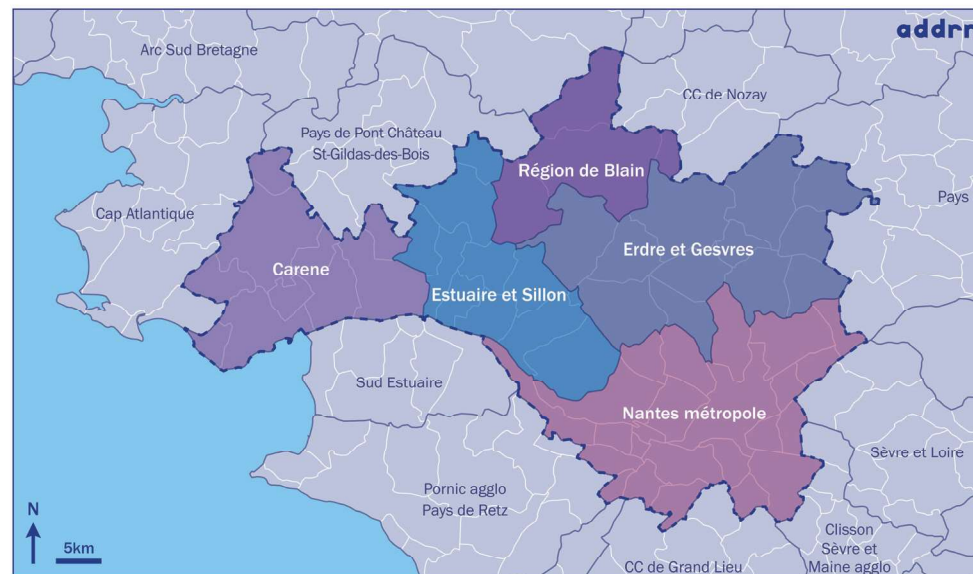 addrn
Arc Sud Bretagne
CC de Nozay
Pays de Pont Château
St-Gildas-des-Bois
Région de Blain
Cap Atlantique
Pays
Erdre et Gesvres
Carene
Estuaire et Sillon
Sud Estuaire
Nantes métropole
Sèvre et Loire
Pornic agglo
Pays de Retz
N
5km
Clisson
Sèvre et
Maine agglo
CC de Grand Lieu